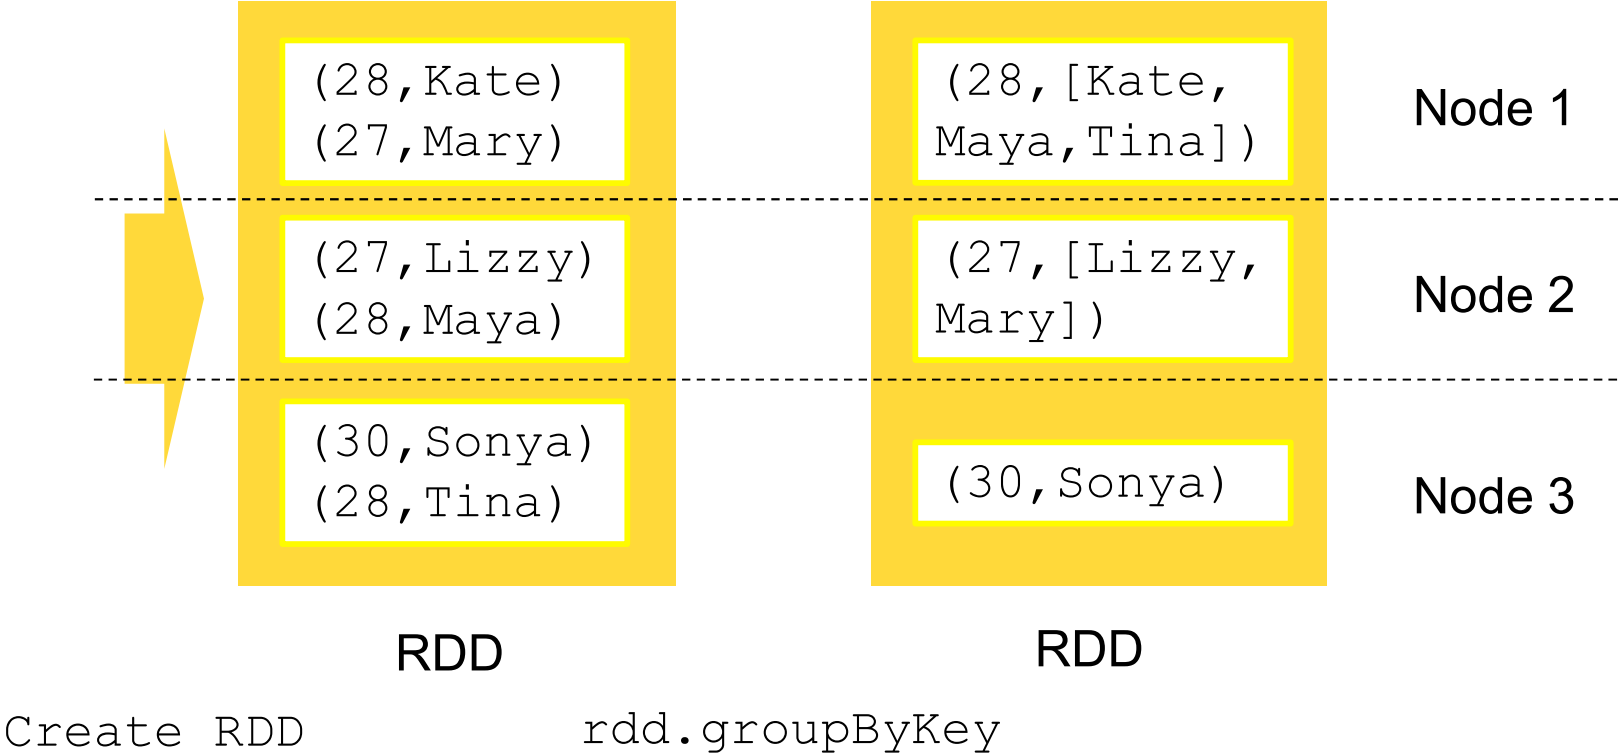 (28,Kate)
(27,Mary)
(28,[Kate,
Maya,Tina])
Node 1
(27,Lizzy)
(28,Maya)
(27,[Lizzy,
Mary])
Node 2
(30,Sonya)
(28,Tina)
(30,Sonya)
Node 3
RDD
RDD
Create RDD
rdd.groupByKey